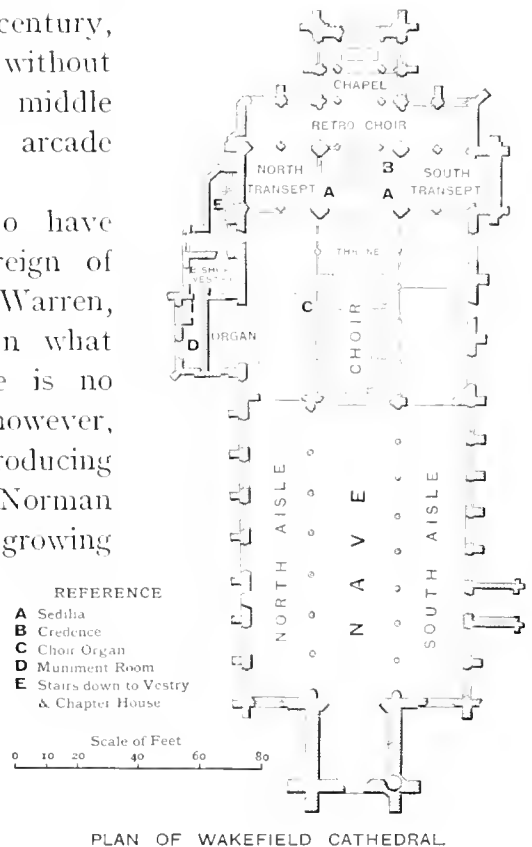 century,
without
middle
arcade
o have
reign of
Warren,
n what
e is no
however,
roducing
Norman
growing
CHAPEL
RETRO CHOIR
NORTH
TRANSEPT
A
B
A
SOUTH
TRANSEPT
E
THRONE
VESTRY
C
D
ORGAN
CHOIR
NORTH AISLE
NAVE
SOUTH AISLE
REFERENCE
A Sedilia
B Credence
C Choir Organ
D Muniment Room
E Stairs down to Vestry
& Chapter House
Scale of Feet
0 10 20 40 60 80
PLAN OF WAKEFIELD CATHEDRAL